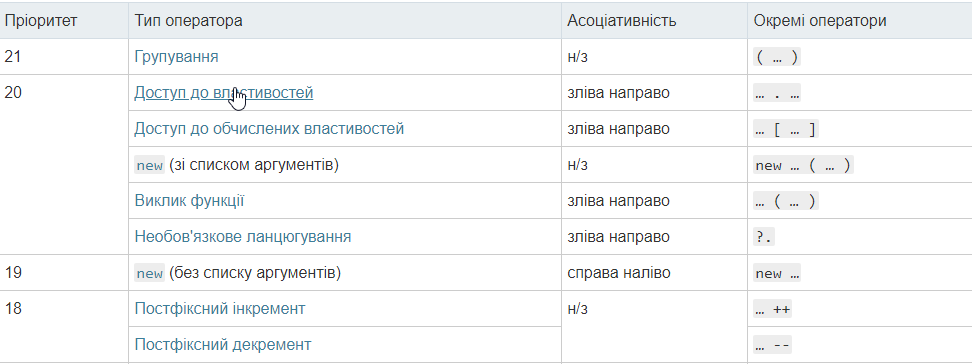 Пріоритет Тип оператора Асоціативність Окремі оператори
21 Групування н/з ( … )
20 Доступ до властивостей зліва направо … . …
Доступ до обчислених властивостей зліва направо … [ … ]
new (зі списком аргументів) н/з new … ( … )
Виклик функції зліва направо … ( … )
Необов'язкове ланцюгування зліва направо ?.
19 new (без списку аргументів) справа наліво new …
18 Постфіксний інкремент н/з … ++
Постфіксний декремент … --